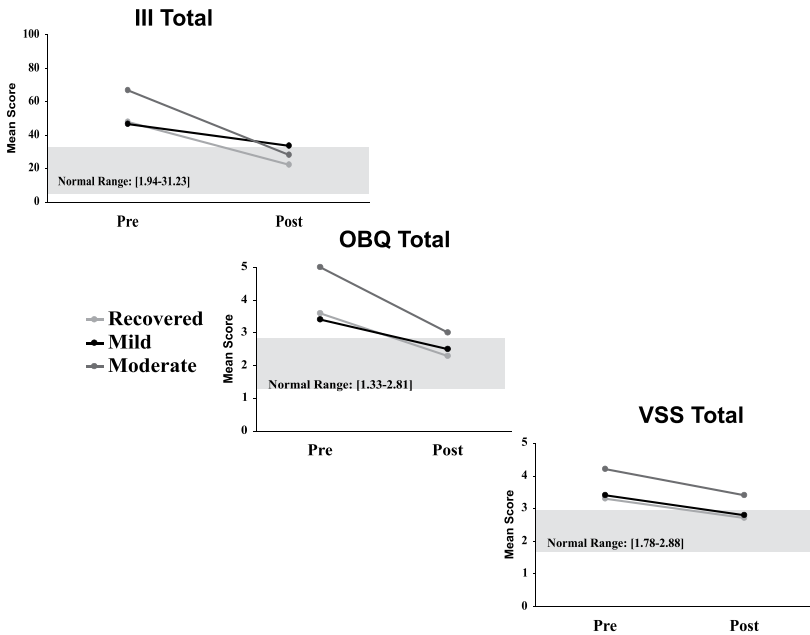 III Total
100
80
60
40
20
0
Mean Score
Normal Range: [1.94-31.23]
Pre Post
OBQ Total
5
4
3
2
1
0
Mean Score
Normal Range: [1.33-2.81]
Pre Post
Recovered
Mild
Moderate
VSS Total
5
4
3
2
1
0
Mean Score
Normal Range: [1.78-2.88]
Pre Post